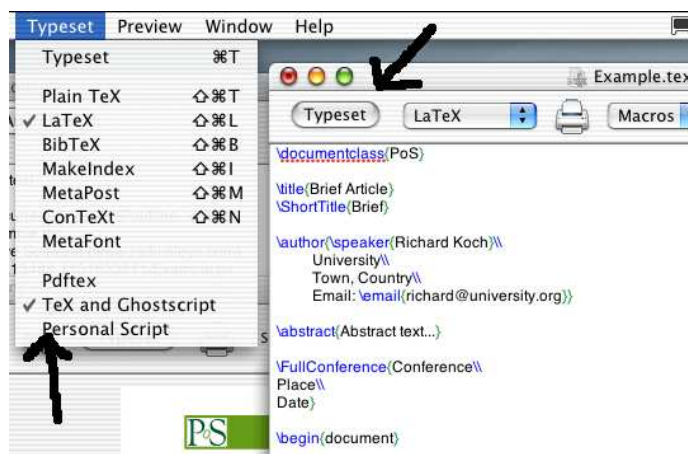 Typeset Preview Window Help
Typeset ⌘T
Plain TeX ⇧⌘T
✓ LaTeX ⇧⌘L
BibTeX ⇧⌘B
MakeIndex ⇧⌘I
MetaPost ⇧⌘M
ConTeXt ⇧⌘N
MetaFont
Pdftex
✓ TeX and Ghostscript
Personal Script
PoS
Example.tex
Typeset LaTeX Macros
\documentclass{PoS}
\title{Brief Article}
\ShortTitle{Brief}
\author{\speaker{Richard Koch}\\
University\\
Town, Country\\
Email: \email{richard@university.org}}
\abstract{Abstract text...}
\FullConference{Conference\\
Place\\
Date}
\begin{document}